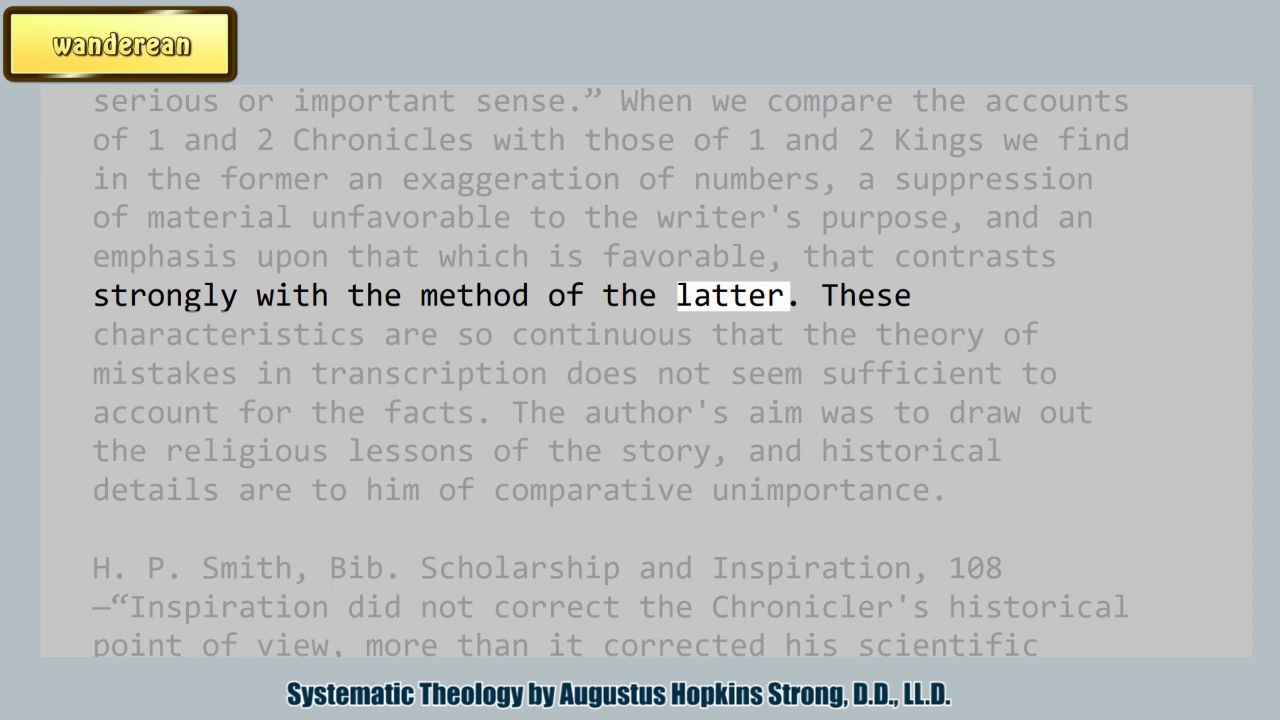 wanderean
serious or important sense.” When we compare the accounts
of 1 and 2 Chronicles with those of 1 and 2 Kings we find
in the former an exaggeration of numbers, a suppression
of material unfavorable to the writer's purpose, and an
emphasis upon that which is favorable, that contrasts
strongly with the method of the latter. These
characteristics are so continuous that the theory of
mistakes in transcription does not seem sufficient to
account for the facts. The author's aim was to draw out
the religious lessons of the story, and historical
details are to him of comparative unimportance.
H. P. Smith, Bib. Scholarship and Inspiration, 108
—“Inspiration did not correct the Chronicler's historical
point of view, more than it corrected his scientific
Systematic Theology by Augustus Hopkins Strong, D.D., LL.D.